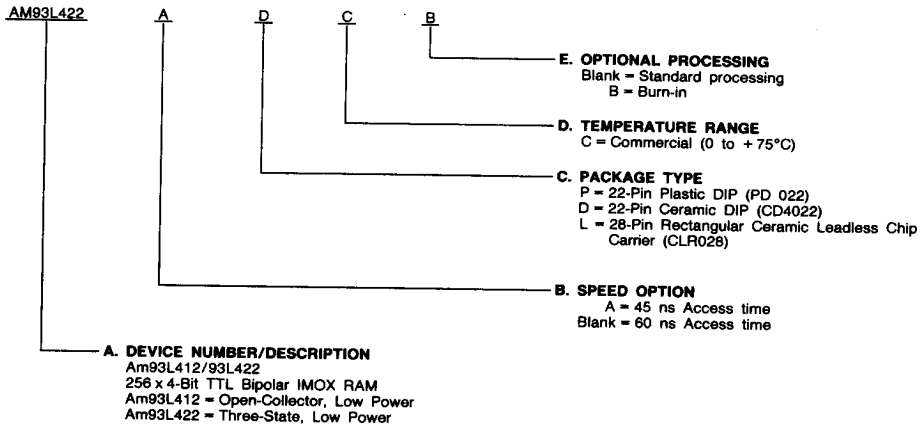 AM93L422 A D C B
E. OPTIONAL PROCESSING
Blank = Standard processing
B = Burn-in
D. TEMPERATURE RANGE
C = Commercial (0 to +75°C)
C. PACKAGE TYPE
P = 22-Pin Plastic DIP (PD 022)
D = 22-Pin Ceramic DIP (CD4022)
L = 28-Pin Rectangular Ceramic Leadless Chip
Carrier (CLR028)
B. SPEED OPTION
A = 45 ns Access time
Blank = 60 ns Access time
A. DEVICE NUMBER/DESCRIPTION
Am93L412/93L422
256 x 4-Bit TTL Bipolar IMOX RAM
Am93L412 = Open-Collector, Low Power
Am93L422 = Three-State, Low Power